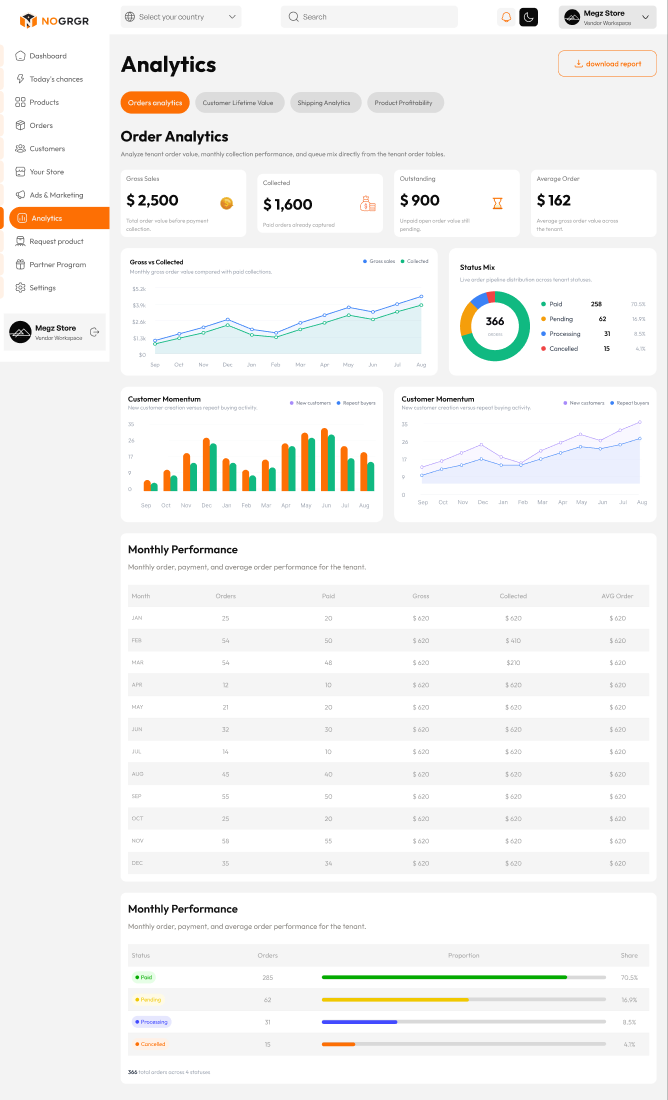 NOGRGR
Select your country
Search
Megz Store
Vendor Workspace
Dashboard
Today's chances
Products
Orders
Customers
Your Store
Ads & Marketing
Analytics
Request product
Partner Program
Settings
Megz Store
Vendor Workspace
Analytics
download report
Orders analytics
Customer Lifetime Value
Shipping Analytics
Product Profitability
Order Analytics
Analyze tenant order value, monthly collection performance, and queue mix directly from the tenant order tables.
Gross Sales
$ 2,500
Total order value before payment
collection.
Collected
$ 1,600
Paid orders already captured
Outstanding
$ 900
Unpaid open order value still
pending.
Average Order
$ 162
Average gross order value across
the tenant.
Gross vs Collected
Monthly gross order value compared with paid collections.
Gross sales Collected
$5.2k
$3.9k
$2.6k
$1.3k
$0
Sep Oct Nov Dec Jan Feb Mar Apr May Jun Jul Aug
Status Mix
Live order pipeline distribution across tenant statuses.
366
Paid 258 70.5%
Pending 62 16.9%
Processing 31 8.5%
Cancelled 15 4.1%
Customer Momentum
New customer creation versus repeat buying activity.
New customers Repeat buyers
35
26
17
9
0
Sep Oct Nov Dec Jan Feb Mar Apr May Jun Jul Aug
Customer Momentum
New customer creation versus repeat buying activity.
New customers Repeat buyers
35
26
17
9
0
Sep Oct Nov Dec Jan Feb Mar Apr May Jun Jul Aug
Monthly Performance
Monthly order, payment, and average order performance for the tenant.
Month Orders Paid Gross Collected AVG Order
JAN 25 20 $ 620 $ 620 $ 620
FEB 54 50 $ 620 $ 410 $ 620
MAR 54 48 $ 620 $210 $ 620
APR 12 10 $ 620 $ 620 $ 620
MAY 21 20 $ 620 $ 620 $ 620
JUN 32 30 $ 620 $ 620 $ 620
JUL 14 10 $ 620 $ 620 $ 620
AUG 43 40 $ 620 $ 620 $ 620
SEP 55 50 $ 620 $ 620 $ 620
OCT 25 20 $ 620 $ 620 $ 620
NOV 58 55 $ 620 $ 620 $ 620
DEC 35 34 $ 620 $ 620 $ 620
Monthly Performance
Monthly order, payment, and average order performance for the tenant.
Status Orders Proportion Share
Paid 285 70.5%
Pending 62 16.9%
Processing 31 8.5%
Cancelled 15 4.1%
366 total orders across 4 statuses